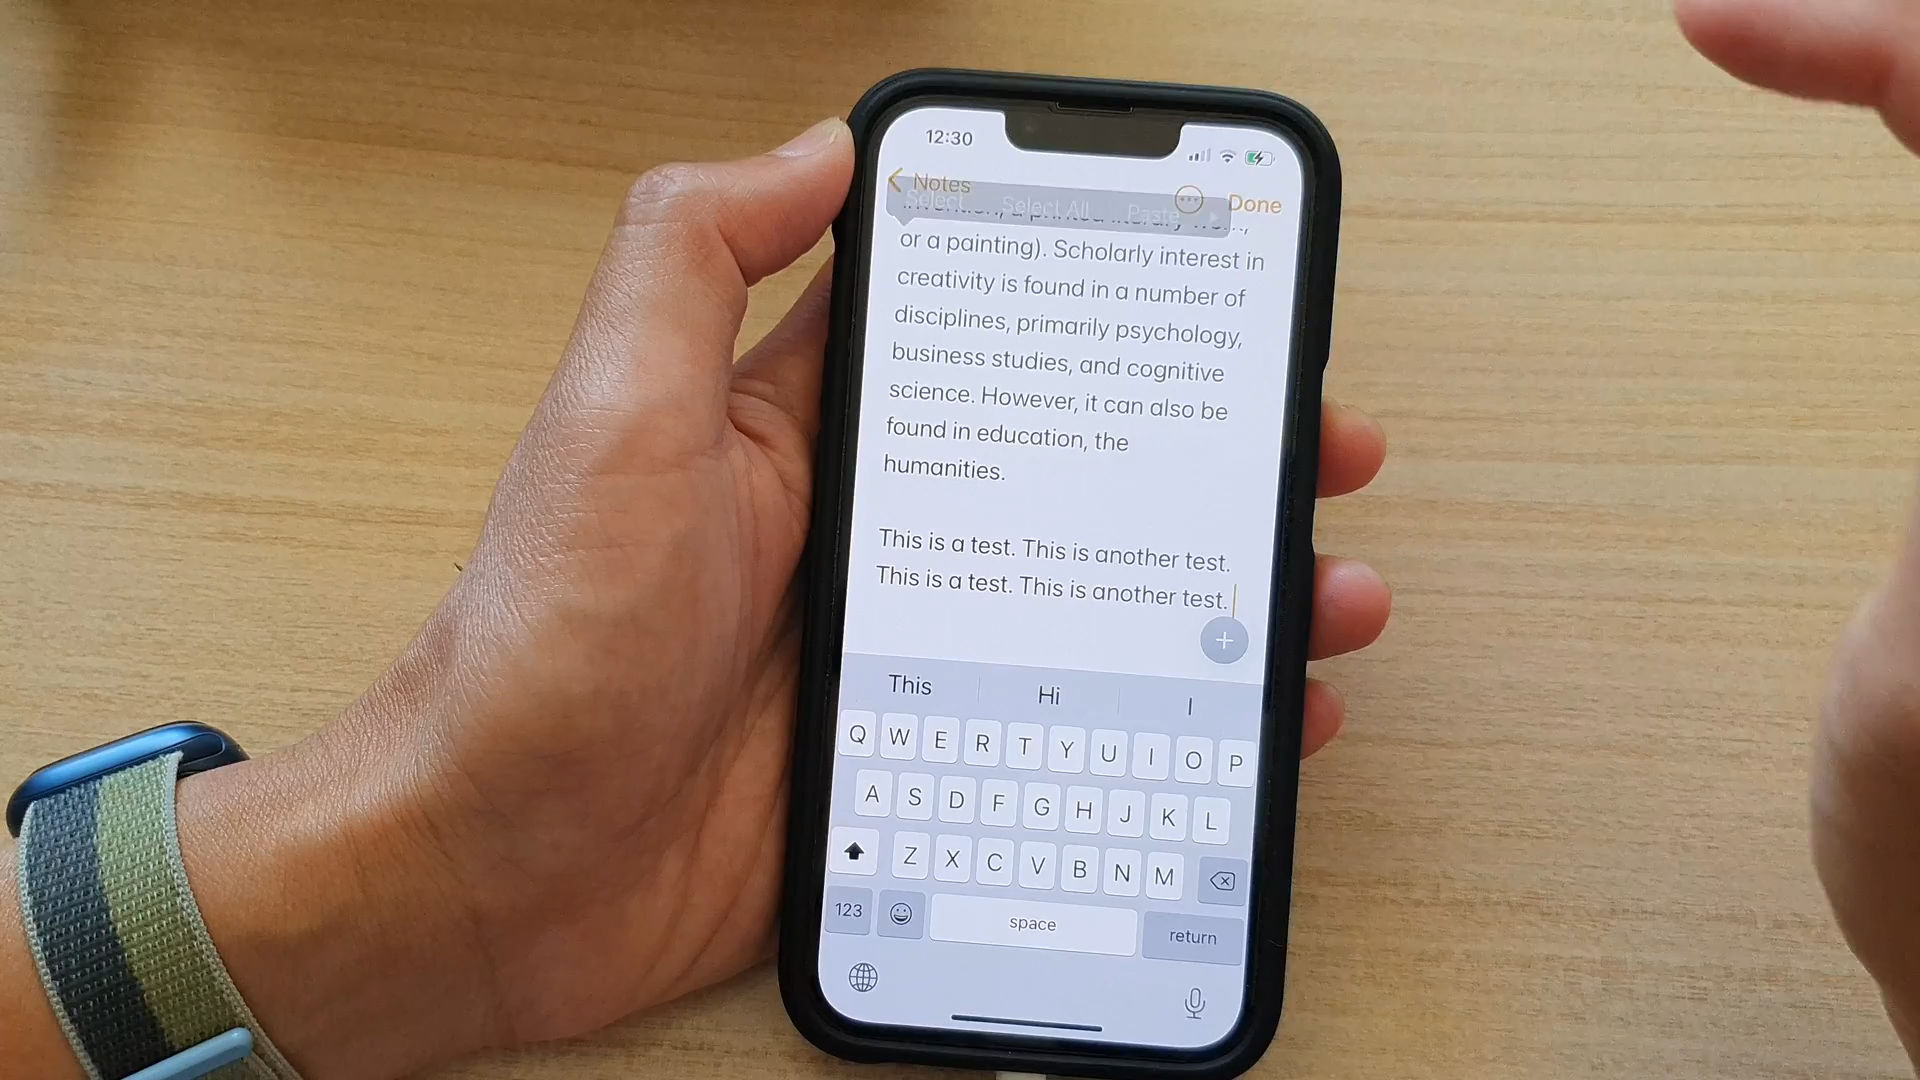 12:30
Notes
Done
Select Select All Paste
or a painting). Scholarly interest in
creativity is found in a number of
disciplines, primarily psychology,
business studies, and cognitive
science. However, it can also be
found in education, the
humanities.
This is a test. This is another test.
This is a test. This is another test.
This Hi I
Q W E R T Y U I O P
A S D F G H J K L
Z X C V B N M
123 space return